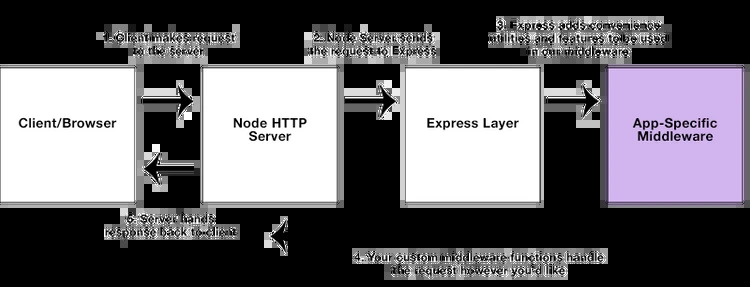 1. Client makes request
to the server
2. Node Server sends
the request to Express
3. Express adds convenience
utilities and features to be used
in our middleware
Client/Browser
Node HTTP
Server
Express Layer
App-Specific
Middleware
5. Server hands
response back to client
4. Your custom middleware functions handle
the request however you'd like